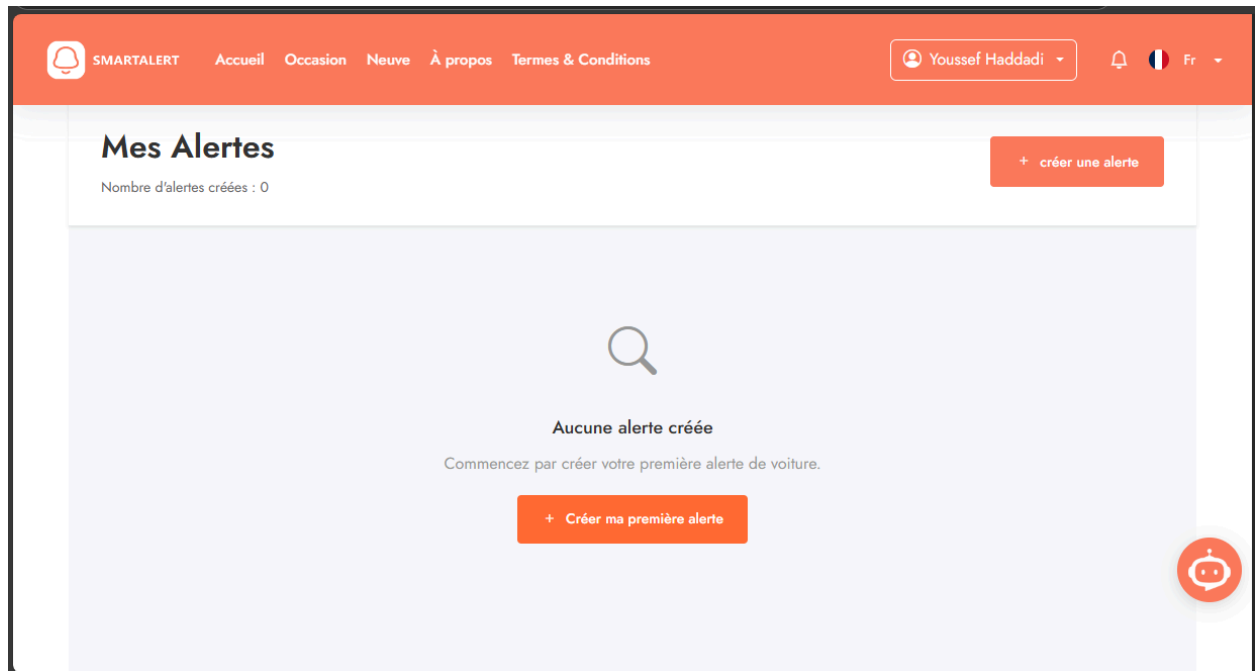 SMARTALERT Accueil Occasion Neuve À propos Termes & Conditions Youssef Haddadi Fr
Mes Alertes
+ créer une alerte
Nombre d'alertes créées : 0
Aucune alerte créée
Commencez par créer votre première alerte de voiture.
+ Créer ma première alerte